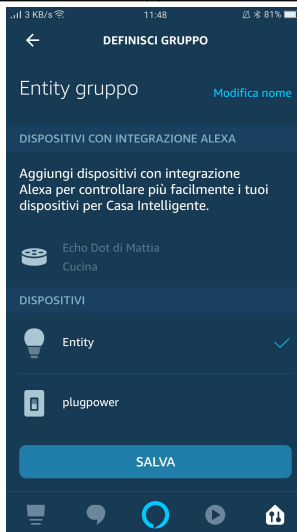 3 KB/s 11:48 81%
DEFINISCI GRUPPO
Entity gruppo
Modifica nome
DISPOSITIVI CON INTEGRAZIONE ALEXA
Aggiungi dispositivi con integrazione
Alexa per controllare più facilmente i tuoi
dispositivi per Casa Intelligente.
Echo Dot di Mattia
Cucina
DISPOSITIVI
Entity
plugpower
SALVA